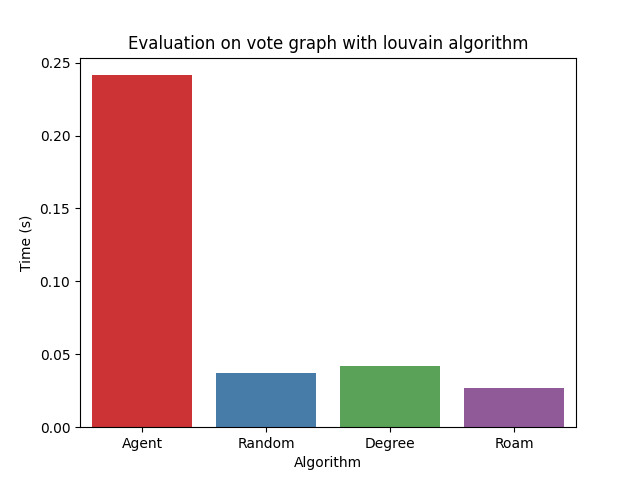 Evaluation on vote graph with louvain algorithm
0.25
0.20
0.15
0.10
0.05
0.00
Time (s)
Agent Random Degree Roam
Algorithm